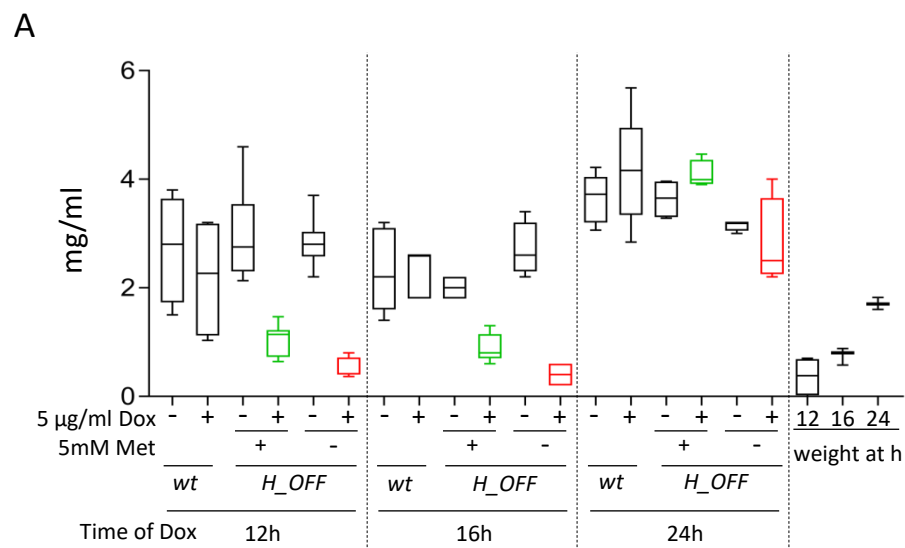 A
6
4
2
0
mg/ml
5 µg/ml Dox - + - + - + - + - + - + - + - + - + 12 16 24
5mM Met + - + - + - weight at h
wt H_OFF wt H_OFF wt H_OFF
Time of Dox 12h 16h 24h